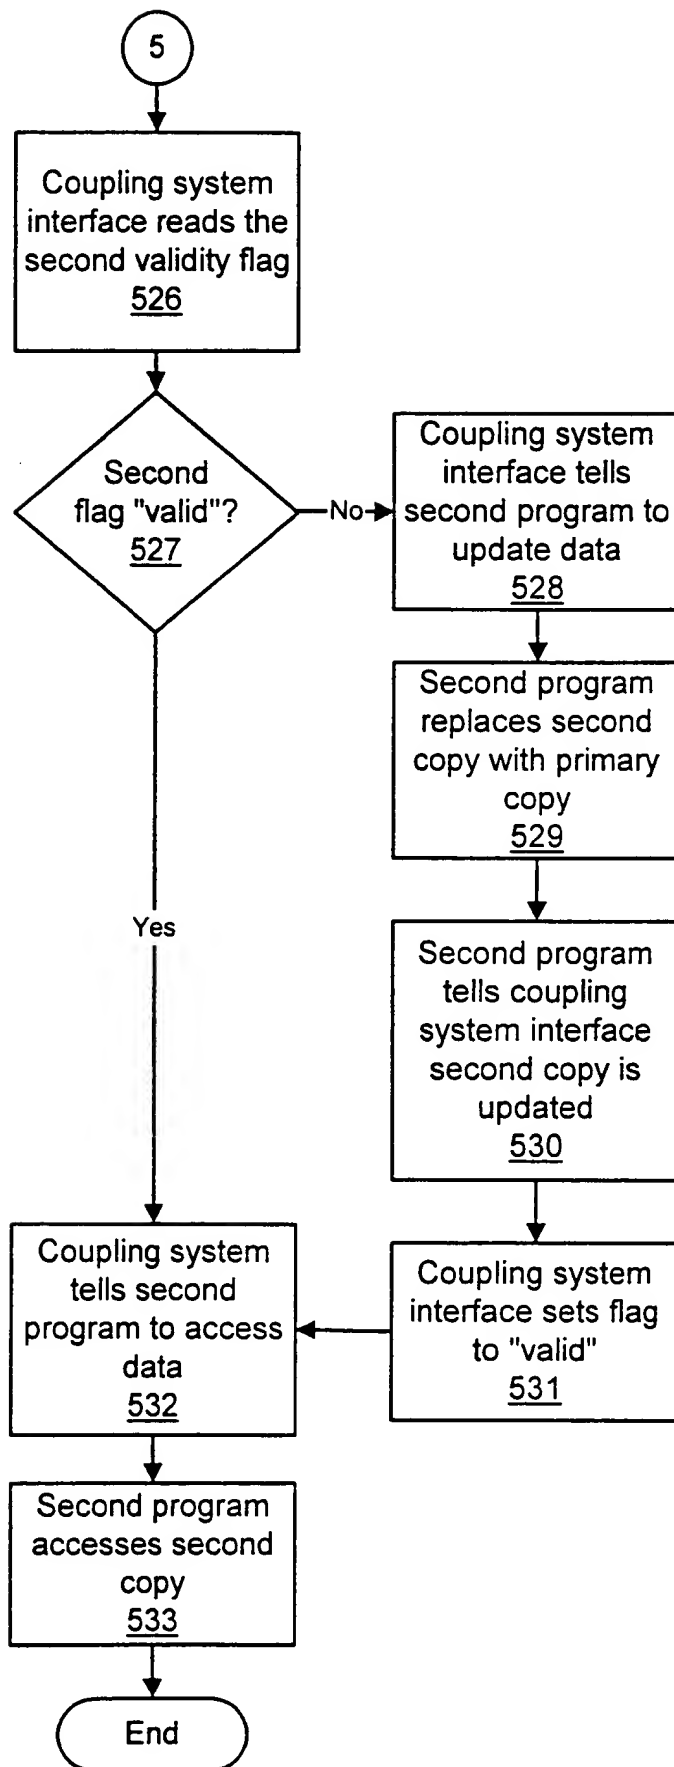 5
Coupling system
interface reads the
second validity flag
526
Second
flag "valid"?
527
No
Coupling system
interface tells
second program to
update data
528
Second program
replaces second
copy with primary
copy
529
Second program
tells coupling
system interface
second copy is
updated
530
Yes
Coupling system
interface sets flag
to "valid"
531
Coupling system
tells second
program to access
data
532
Second program
accesses second
copy
533
End